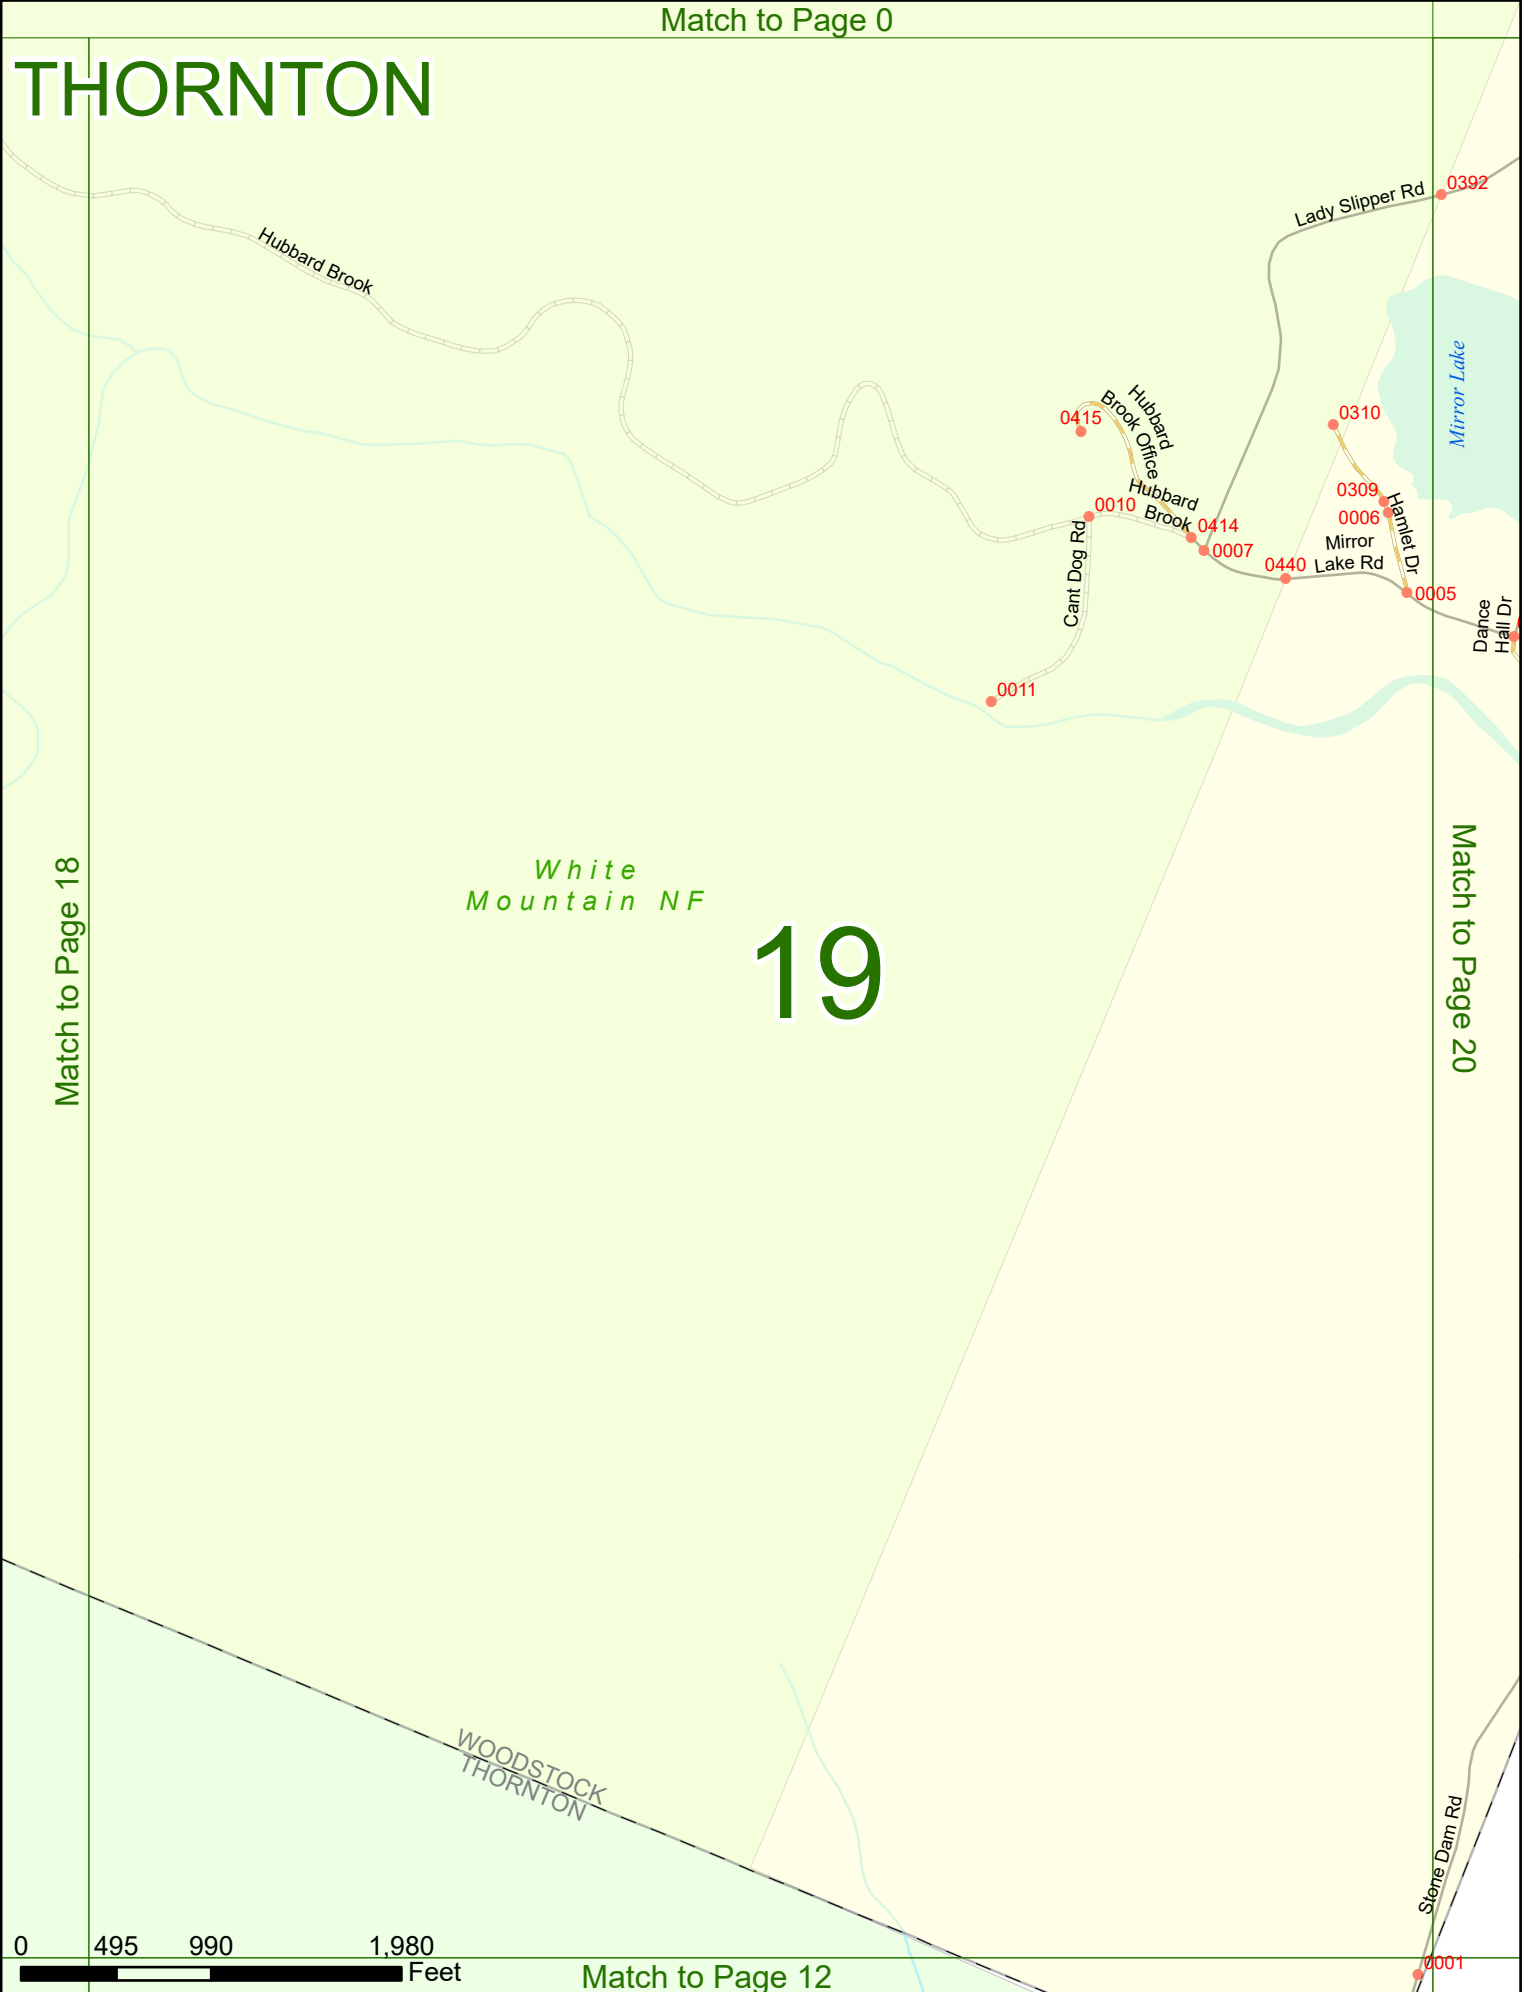 Match to Page 0
THORNTON
0392
Lady Slipper Rd
Hubbard Brook
Mirror Lake
Hubbard
Brook Office
0415
0310
Hubbard
Brook
0309
0006
Hamlet Dr
0010
0414
0007
Mirror
Lake Rd
0440
Cant Dog Rd
0005
Dance
Hall Dr
0011
White
Mountain NF
19
Match to Page 18
Match to Page 20
WOODSTOCK
THORNTON
Stone Dam Rd
0 495 990 1,980
Feet
Match to Page 12
0001